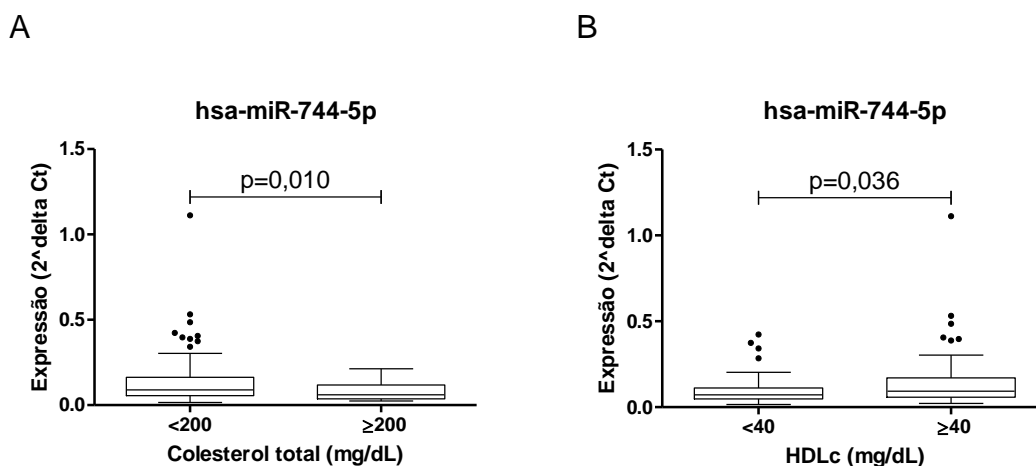 A
hsa-miR-744-5p
1.5
p=0,010
1.0
0.5
0.0
Expressão (2^delta Ct)
<200
≥200
Colesterol total (mg/dL)
B
hsa-miR-744-5p
1.5
p=0,036
1.0
0.5
0.0
Expressão (2^delta Ct)
<40
≥40
HDLc (mg/dL)